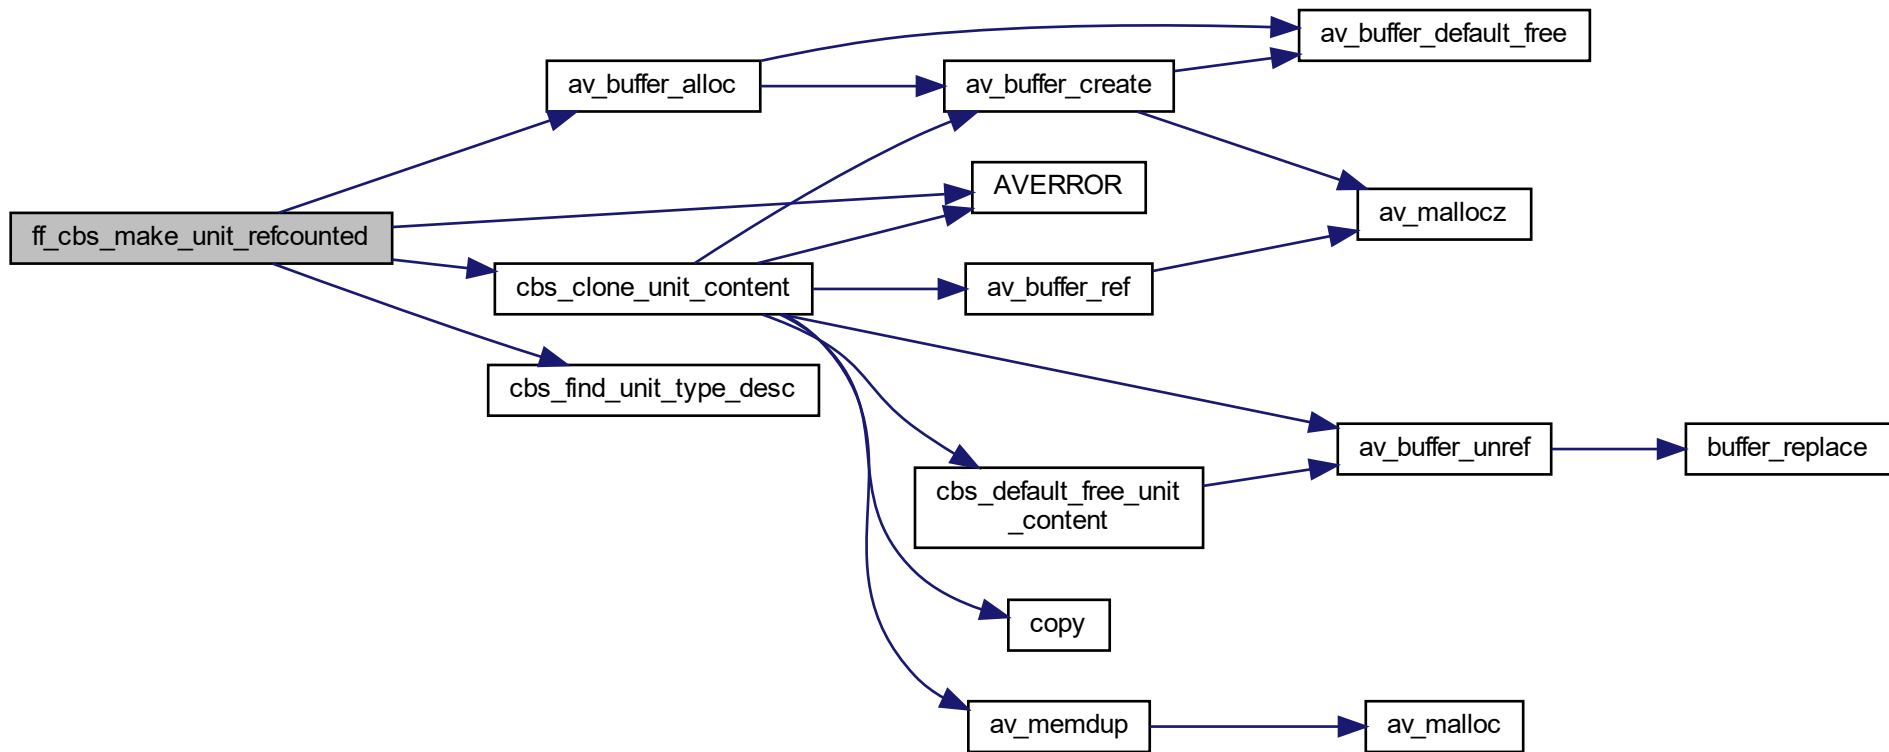 av_buffer_default_free
av_buffer_alloc
av_buffer_create
AVERROR
av_mallocz
ff_cbs_make_unit_refcounted
cbs_clone_unit_content
av_buffer_ref
cbs_find_unit_type_desc
av_buffer_unref
buffer_replace
cbs_default_free_unit
_content
copy
av_memdup
av_malloc